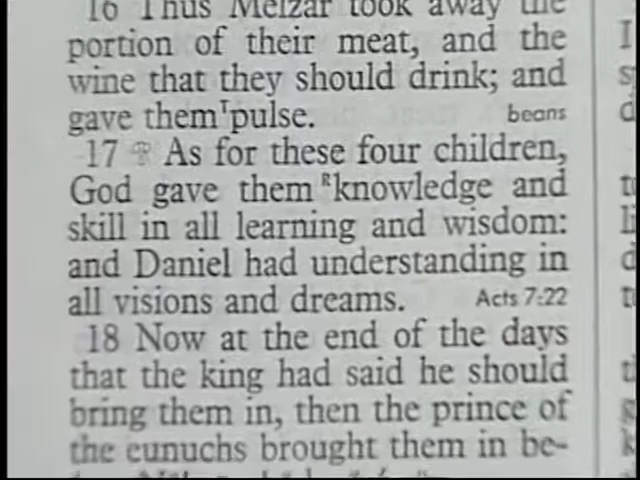 16 Thus Melzar took away the
portion of their meat, and the
wine that they should drink; and
gave them ᵀpulse. beans
17 As for these four children,
God gave them ᴿknowledge and
skill in all learning and wisdom:
and Daniel had understanding in
all visions and dreams. Acts 7:22
18 Now at the end of the days
that the king had said he should
bring them in, then the prince of
the eunuchs brought them in be-